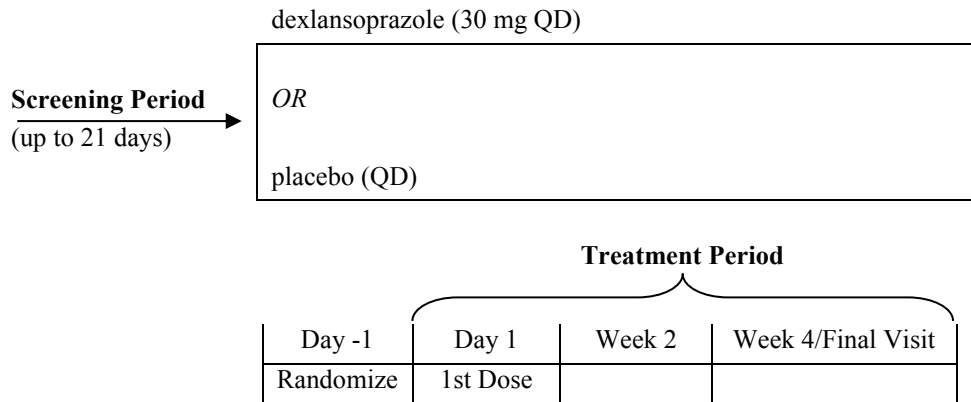 dexlansoprazole (30 mg QD)
Screening Period
(up to 21 days)
OR
placebo (QD)
Treatment Period
Day -1 Day 1 Week 2 Week 4/Final Visit
Randomize 1st Dose